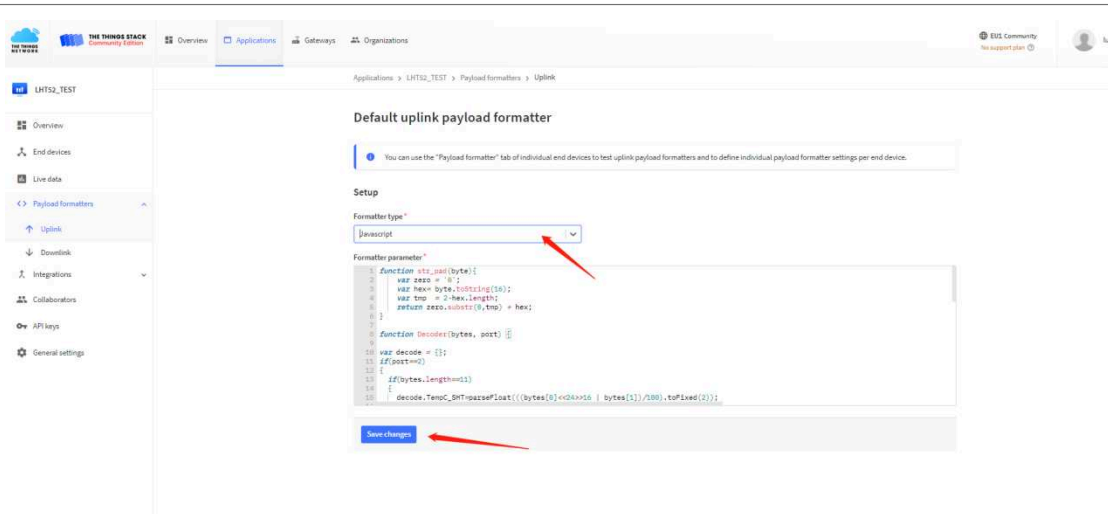 THE THINGS NETWORK
THE THINGS STACK
Community Edition
Overview
Applications
Gateways
Organizations
EU1 Community
No support plan
LHT52_TEST
Overview
End devices
Live data
Payload formatters
Uplink
Downlink
Integrations
Collaborators
API keys
General settings
Applications > LHT52_TEST > Payload formatters > Uplink
Default uplink payload formatter
You can use the "Payload formatter" tab of individual end devices to test uplink payload formatters and to define individual payload formatter settings per end device.
Setup
Formatter type *
Javascript
Formatter parameter *
1 function str_pad(byte){
2 var zero = '0';
3 var hex= byte.toString(16);
4 var tmp = 2-hex.length;
5 return zero.substr(0,tmp) + hex;
6 }
7
8 function Decoder(bytes, port) {
9
10 var decode = {};
11 if(port==2)
12 {
13 if(bytes.length==11)
14 {
15 decode.TempC_SHT=parseFloat(((bytes[0]<<24>>16 | bytes[1])/100).toFixed(2));
Save changes